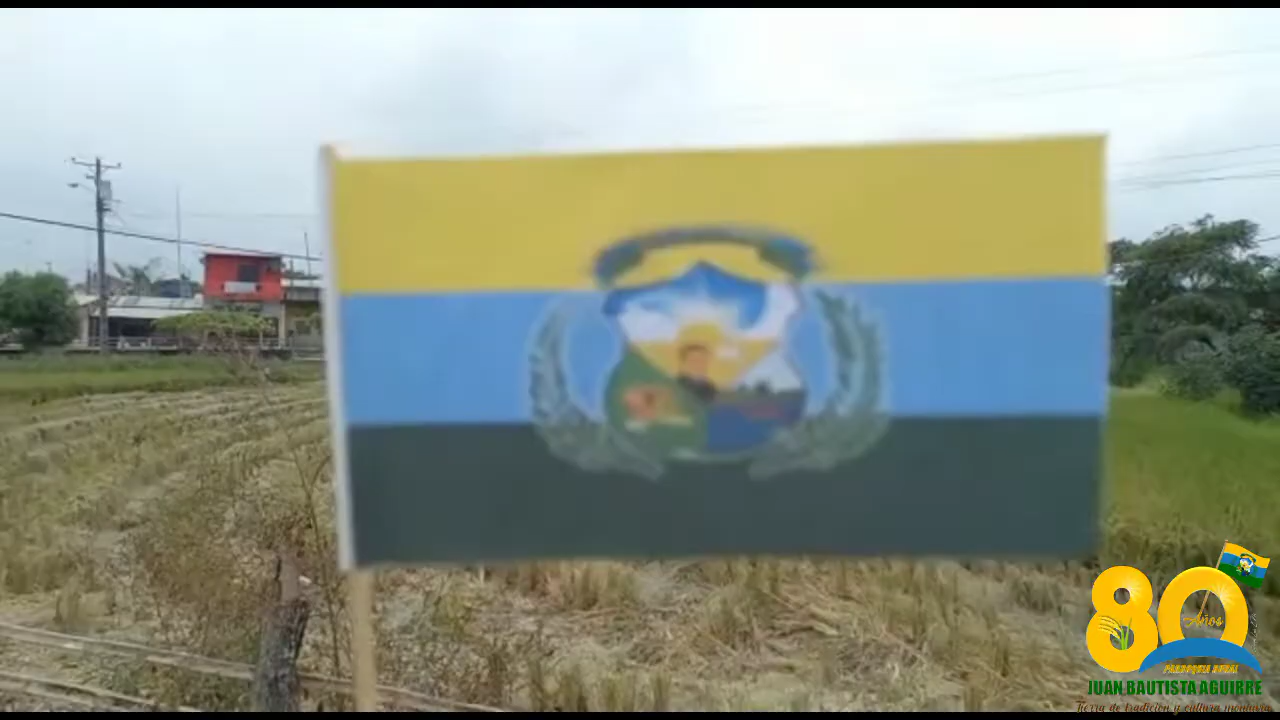 80
Años
PARROQUIA RURAL
JUAN BAUTISTA AGUIRRE
Tierra de tradición y cultura montuvia